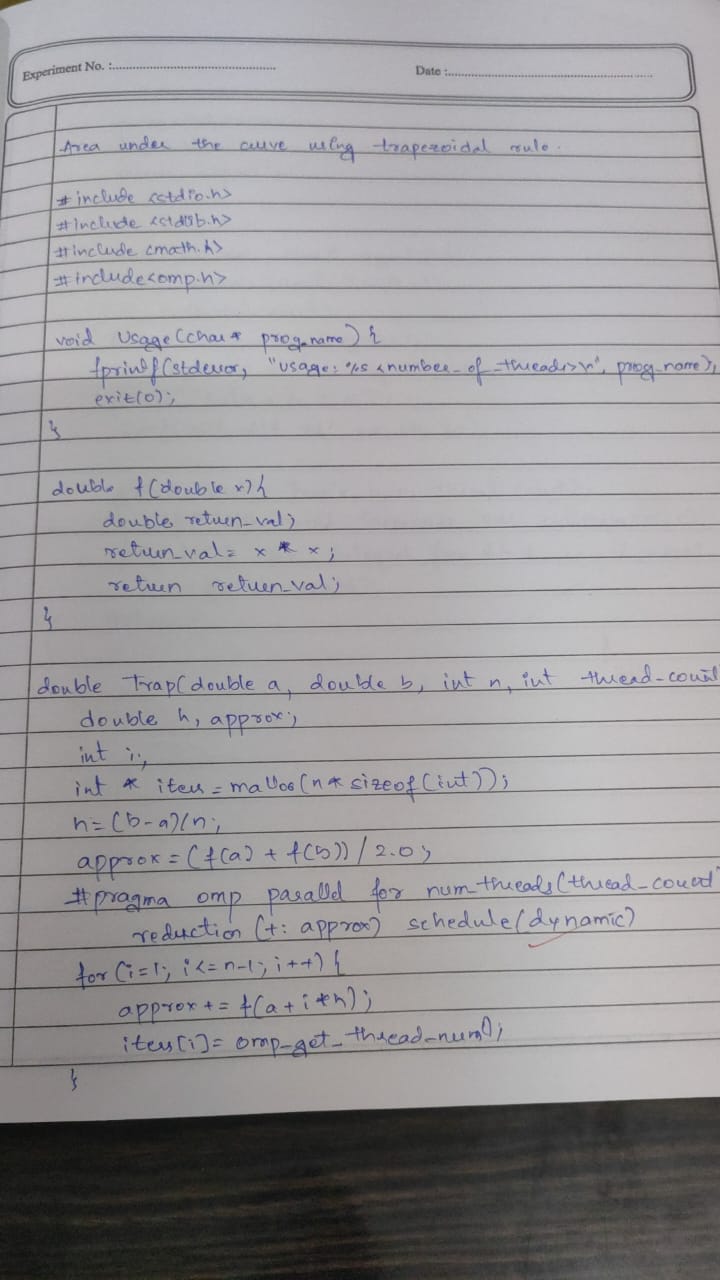 Experiment No. :
Date :
Area under the curve using trapezoidal rule.
#include <stdio.h>
#include <stdlib.h>
#include <math.h>
#include<omp.h>
void Usage(char* prog_name) {
fprintf(stderror, "usage: %s <number_of_threads>\n", prog_name);
exit(0);
}
double f(double x){
double return_val;
return_val= x * x;
return return_val;
}
double Trap(double a, double b, int n, int thread_count
double h, approx;
int i;
int * iters = malloc(n* sizeof(int));
h=(b-a)/n;
approx = (f(a) + f(b)) / 2.0;
#pragma omp parallel for num_threads(thread_count
reduction (+: approx) schedule(dynamic)
for (i=1; i<=n-1; i++) {
approx += f(a+i*h);
iters[i]= omp_get_thread_num();
}